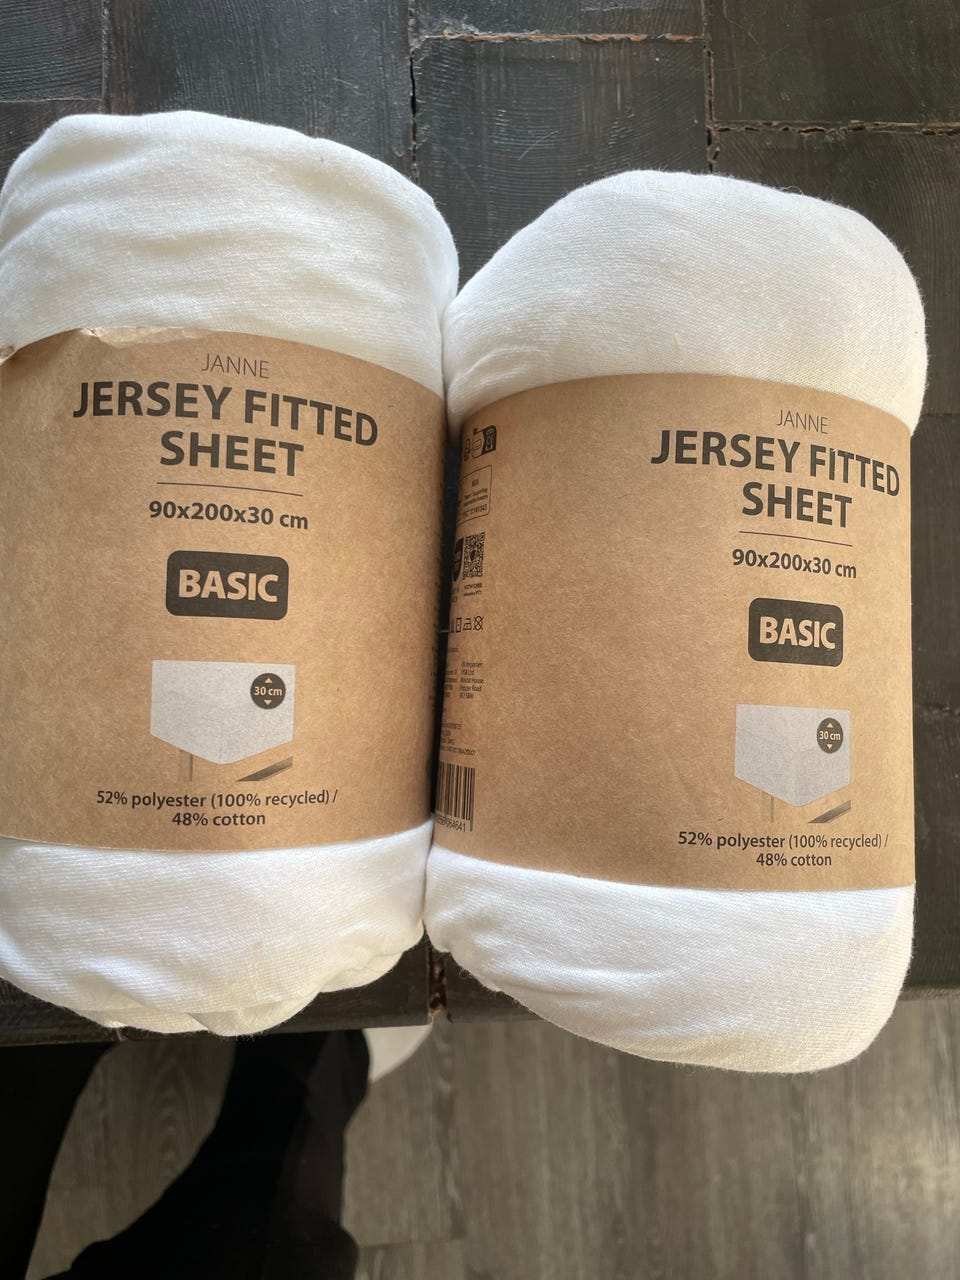 JANNE
JERSEY FITTED
SHEET
90x200x30 cm
BASIC
30 cm
52% polyester (100% recycled) /
48% cotton
JANNE
JERSEY FITTED
SHEET
90x200x30 cm
BASIC
30 cm
52% polyester (100% recycled) /
48% cotton
MIX